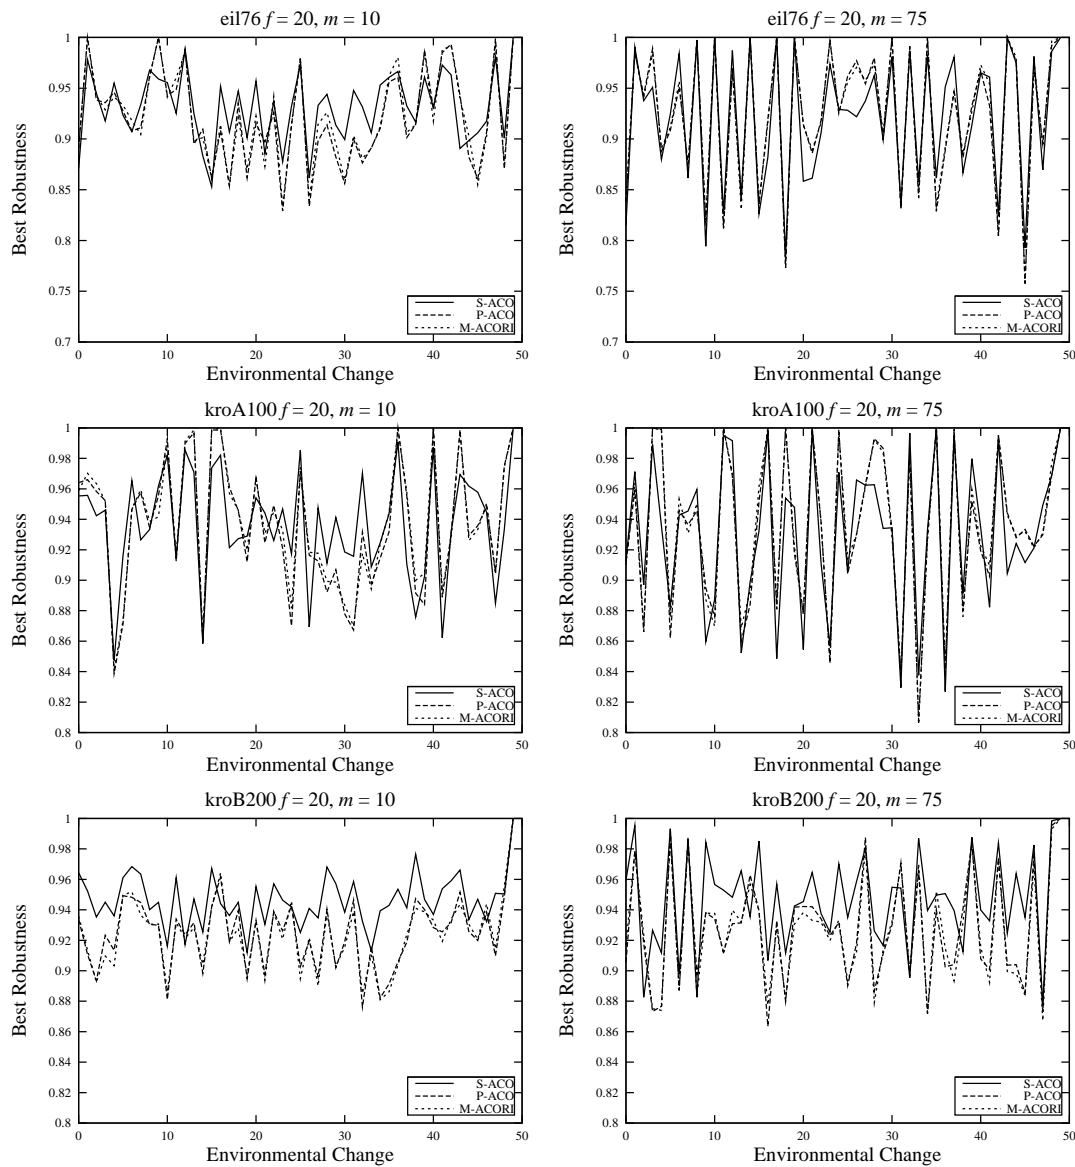 eil76 f = 20, m = 10
Best Robustness
1
0.95
0.9
0.85
0.8
0.75
0.7
S-ACO
P-ACO
M-ACORI
0 10 20 30 40 50
Environmental Change
eil76 f = 20, m = 75
Best Robustness
1
0.95
0.9
0.85
0.8
0.75
0.7
S-ACO
P-ACO
M-ACORI
0 10 20 30 40 50
Environmental Change
kroA100 f = 20, m = 10
Best Robustness
1
0.98
0.96
0.94
0.92
0.9
0.88
0.86
0.84
0.82
0.8
S-ACO
P-ACO
M-ACORI
0 10 20 30 40 50
Environmental Change
kroA100 f = 20, m = 75
Best Robustness
1
0.98
0.96
0.94
0.92
0.9
0.88
0.86
0.84
0.82
0.8
S-ACO
P-ACO
M-ACORI
0 10 20 30 40 50
Environmental Change
kroB200 f = 20, m = 10
Best Robustness
1
0.98
0.96
0.94
0.92
0.9
0.88
0.86
0.84
0.82
0.8
S-ACO
P-ACO
M-ACORI
0 10 20 30 40 50
Environmental Change
kroB200 f = 20, m = 75
Best Robustness
1
0.98
0.96
0.94
0.92
0.9
0.88
0.86
0.84
0.82
0.8
S-ACO
P-ACO
M-ACORI
0 10 20 30 40 50
Environmental Change